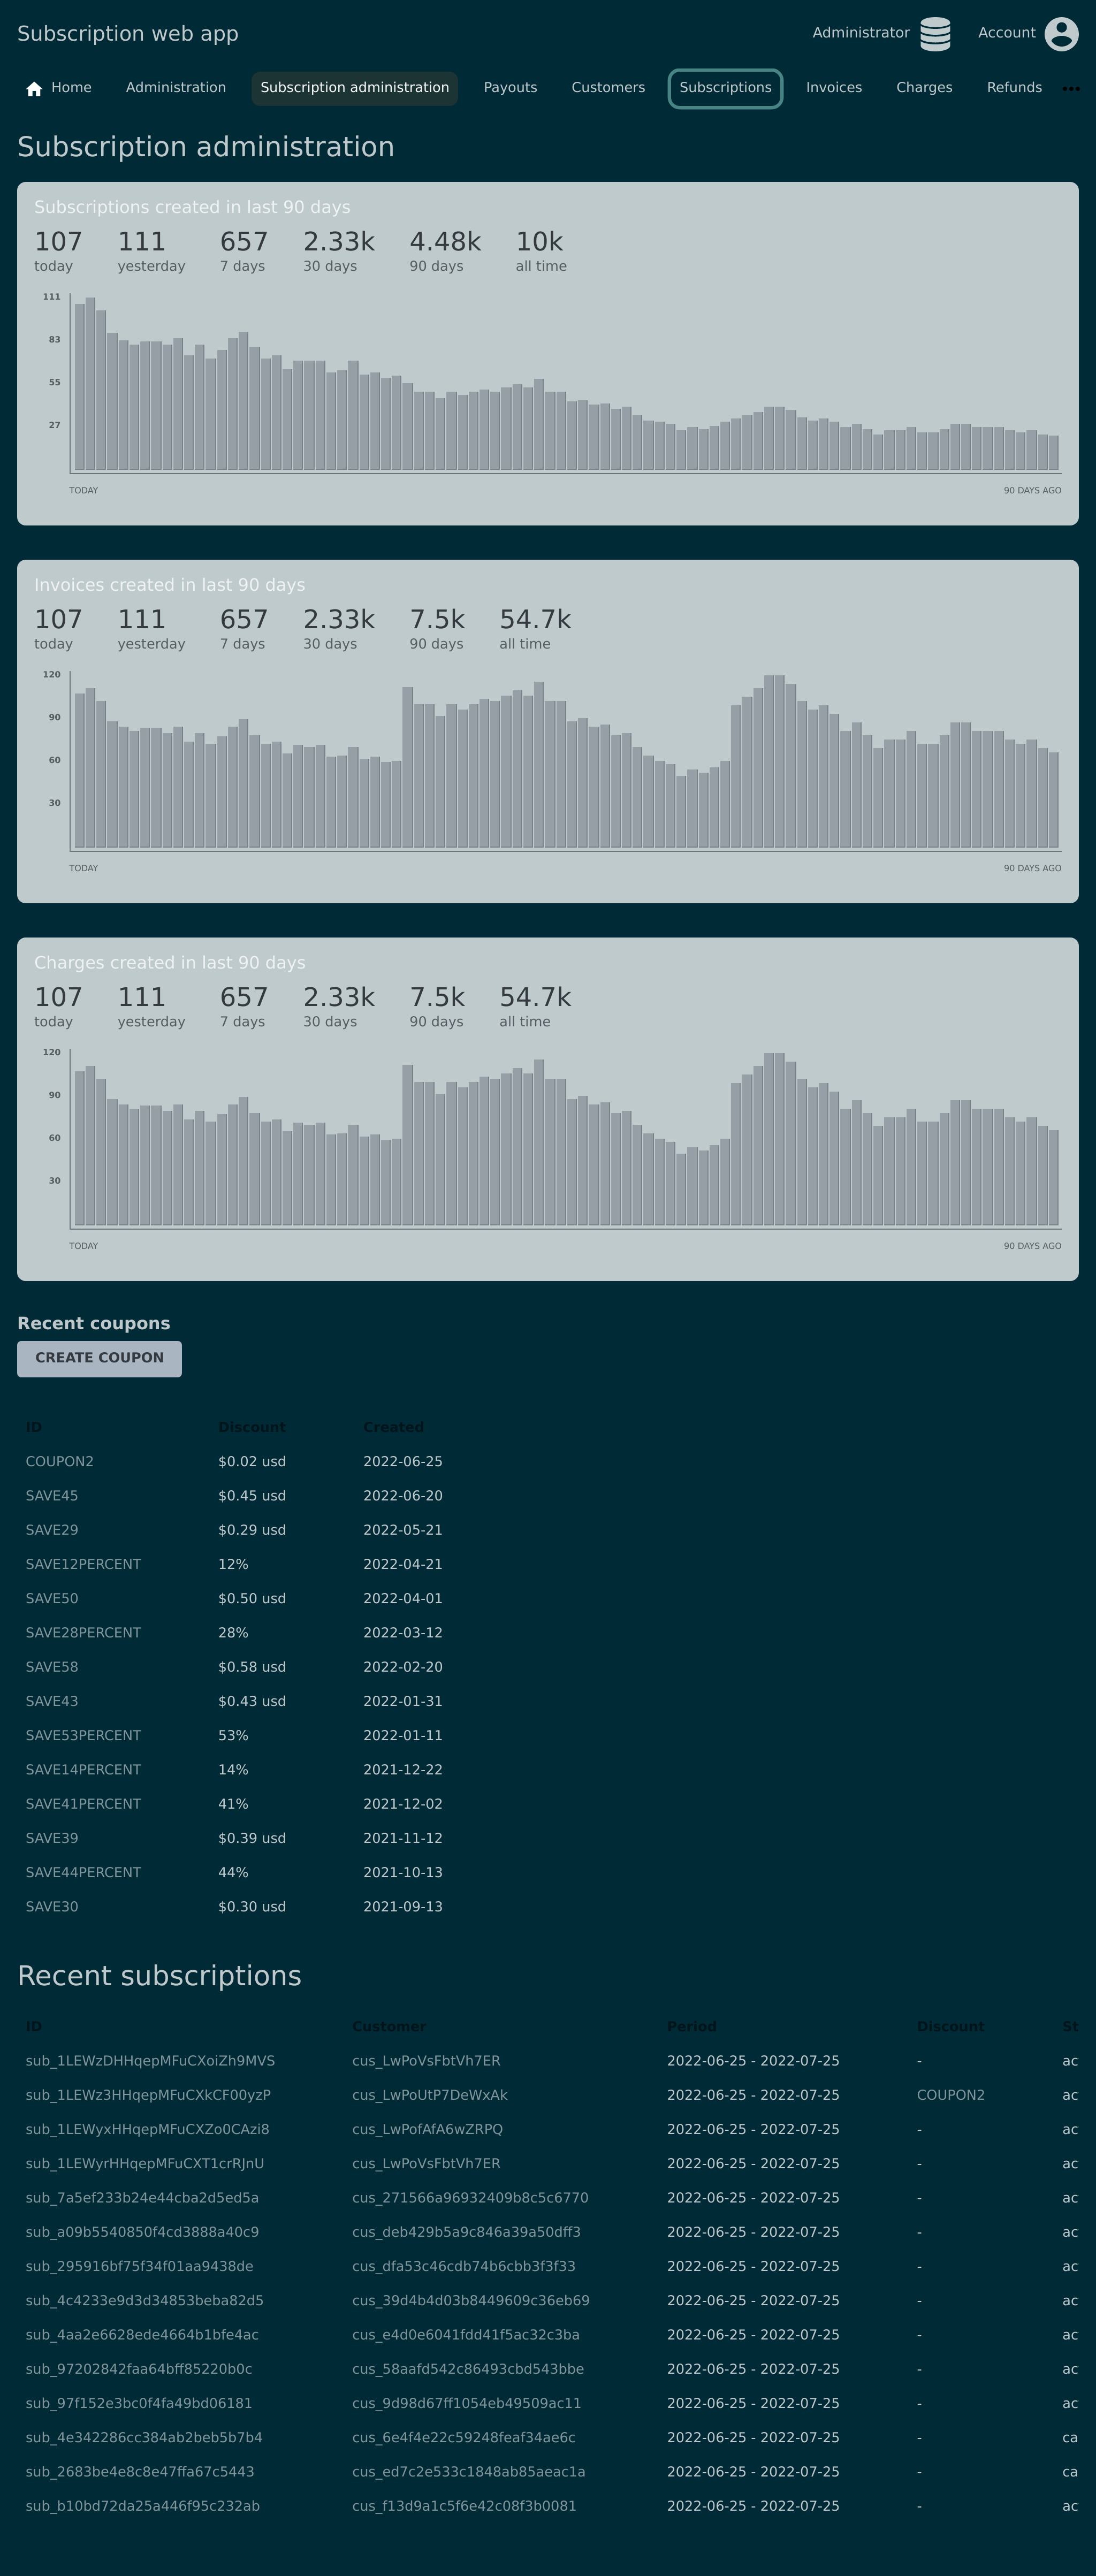 Subscription web app Administrator Account
Home Administration Subscription administration Payouts Customers Subscriptions Invoices Charges Refunds
Subscription administration
Subscriptions created in last 90 days
107 111 657 2.33k 4.48k 10k
today yesterday 7 days 30 days 90 days all time
111
83
55
27
TODAY 90 DAYS AGO
Invoices created in last 90 days
107 111 657 2.33k 7.5k 54.7k
today yesterday 7 days 30 days 90 days all time
120
90
60
30
TODAY 90 DAYS AGO
Charges created in last 90 days
107 111 657 2.33k 7.5k 54.7k
today yesterday 7 days 30 days 90 days all time
120
90
60
30
TODAY 90 DAYS AGO
Recent coupons
CREATE COUPON
ID Discount Created
COUPON2 $0.02 usd 2022-06-25
SAVE45 $0.45 usd 2022-06-20
SAVE29 $0.29 usd 2022-05-21
SAVE12PERCENT 12% 2022-04-21
SAVE50 $0.50 usd 2022-04-01
SAVE28PERCENT 28% 2022-03-12
SAVE58 $0.58 usd 2022-02-20
SAVE43 $0.43 usd 2022-01-31
SAVE53PERCENT 53% 2022-01-11
SAVE14PERCENT 14% 2021-12-22
SAVE41PERCENT 41% 2021-12-02
SAVE39 $0.39 usd 2021-11-12
SAVE44PERCENT 44% 2021-10-13
SAVE30 $0.30 usd 2021-09-13
Recent subscriptions
ID Customer Period Discount St
sub_1LEWzDHHqepMFuCXoiZh9MVS cus_LwPoVsFbtVh7ER 2022-06-25 - 2022-07-25 - ac
sub_1LEWz3HHqepMFuCXkCF00yzP cus_LwPoUtP7DeWxAk 2022-06-25 - 2022-07-25 COUPON2 ac
sub_1LEWyxHHqepMFuCXZo0CAzi8 cus_LwPofAfA6wZRPQ 2022-06-25 - 2022-07-25 - ac
sub_1LEWyrHHqepMFuCXT1crRJnU cus_LwPoVsFbtVh7ER 2022-06-25 - 2022-07-25 - ac
sub_7a5ef233b24e44cba2d5ed5a cus_271566a96932409b8c5c6770 2022-06-25 - 2022-07-25 - ac
sub_a09b5540850f4cd3888a40c9 cus_deb429b5a9c846a39a50dff3 2022-06-25 - 2022-07-25 - ac
sub_295916bf75f34f01aa9438de cus_dfa53c46cdb74b6cbb3f3f33 2022-06-25 - 2022-07-25 - ac
sub_4c4233e9d3d34853beba82d5 cus_39d4b4d03b8449609c36eb69 2022-06-25 - 2022-07-25 - ac
sub_4aa2e6628ede4664b1bfe4ac cus_e4d0e6041fdd41f5ac32c3ba 2022-06-25 - 2022-07-25 - ac
sub_97202842faa64bff85220b0c cus_58aafd542c86493cbd543bbe 2022-06-25 - 2022-07-25 - ac
sub_97f152e3bc0f4fa49bd06181 cus_9d98d67ff1054eb49509ac11 2022-06-25 - 2022-07-25 - ac
sub_4e342286cc384ab2beb5b7b4 cus_6e4f4e22c59248feaf34ae6c 2022-06-25 - 2022-07-25 - ca
sub_2683be4e8c8e47ffa67c5443 cus_ed7c2e533c1848ab85aeac1a 2022-06-25 - 2022-07-25 - ca
sub_b10bd72da25a446f95c232ab cus_f13d9a1c5f6e42c08f3b0081 2022-06-25 - 2022-07-25 - ac